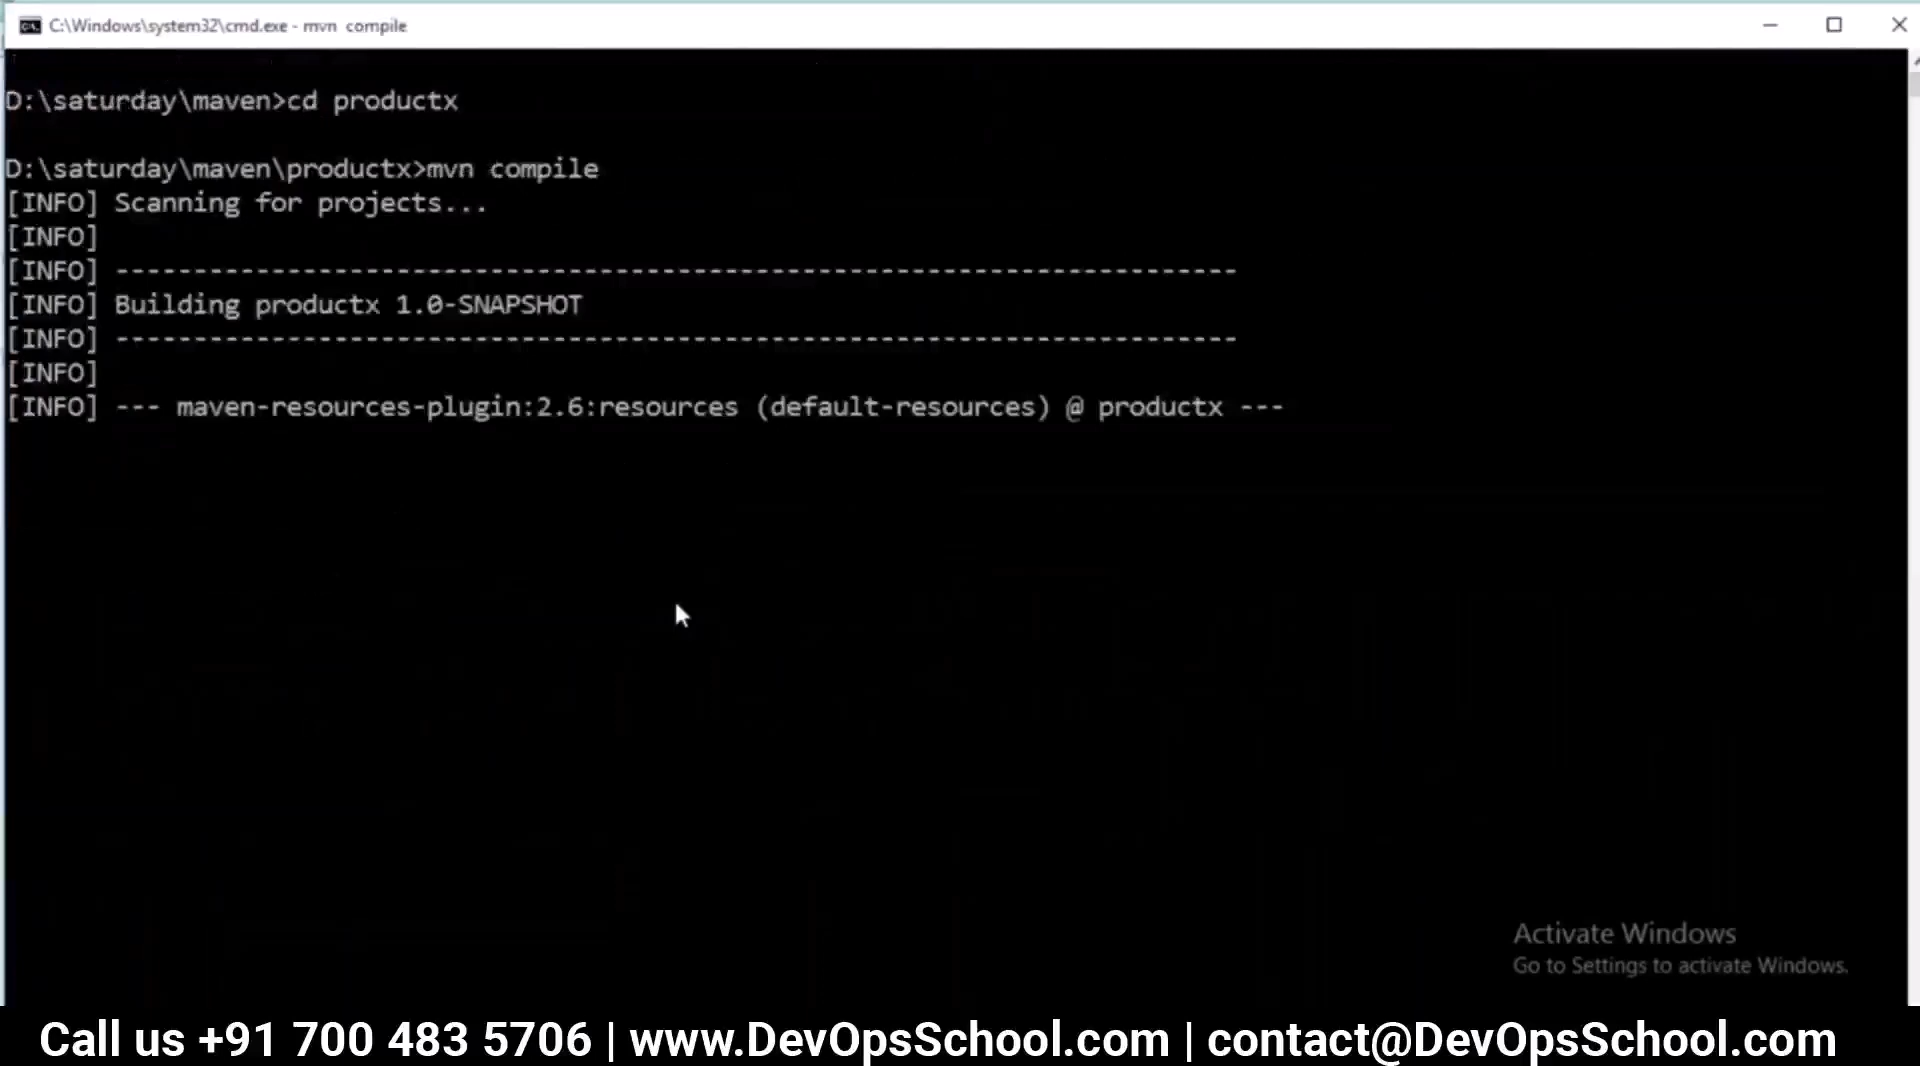 C:\Windows\system32\cmd.exe - mvn  compile
D:\saturday\maven>cd productx
D:\saturday\maven\productx>mvn compile
[INFO] Scanning for projects...
[INFO]
[INFO] ------------------------------------------------------------------------
[INFO] Building productx 1.0-SNAPSHOT
[INFO] ------------------------------------------------------------------------
[INFO]
[INFO] --- maven-resources-plugin:2.6:resources (default-resources) @ productx ---
Activate Windows
Go to Settings to activate Windows.
Call us +91 700 483 5706 | www.DevOpsSchool.com | contact@DevOpsSchool.com